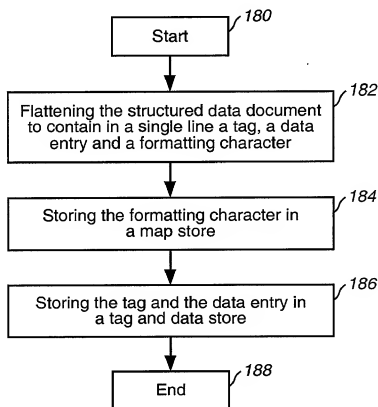 180
Start
182
Flattening the structured data document
to contain in a single line a tag, a data
entry and a formatting character
184
Storing the formatting character in
a map store
186
Storing the tag and the data entry in
a tag and data store
188
End